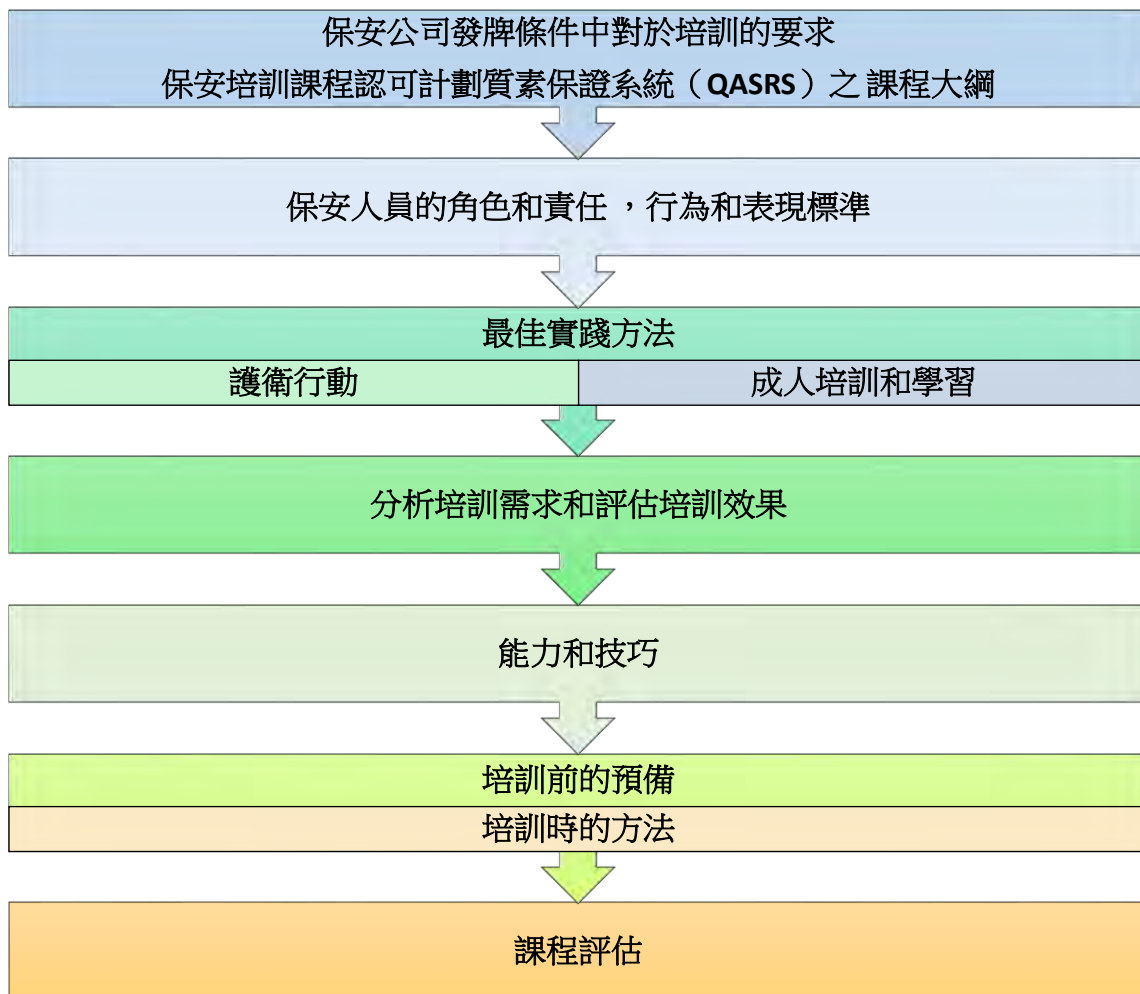 保安公司發牌條件中對於培訓的要求
保安培訓課程認可計劃質素保證系統（QASRS）之 課程大綱
保安人員的角色和責任 ，行為和表現標準
最佳實踐方法
護衛行動
成人培訓和學習
分析培訓需求和評估培訓效果
能力和技巧
培訓前的預備
培訓時的方法
課程評估